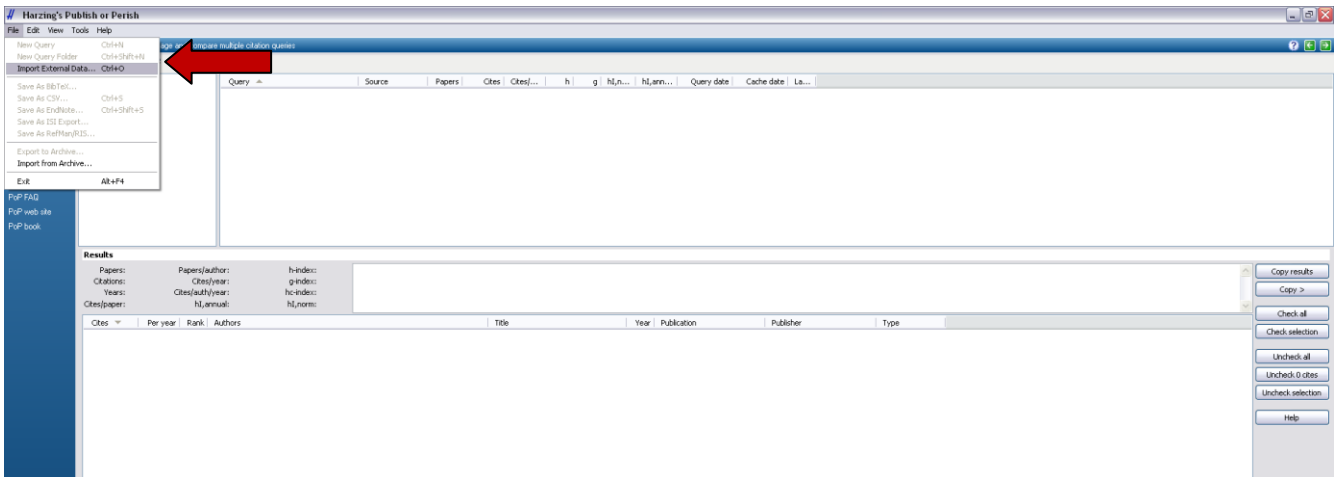 Harzing's Publish or Perish
File Edit View Tools Help
New Query Ctrl+N
New Query Folder Ctrl+Shift+N
Import External Data... Ctrl+O
Save As BibTeX...
Save As CSV... Ctrl+S
Save As EndNote... Ctrl+Shift+S
Save As ISI Export...
Save As RefMan/RIS...
Export to Archive...
Import from Archive...
Exit Alt+F4
age and compare multiple citation queries
Query Source Papers Cites Cites/... h g hI,n... hI,ann... Query date Cache date La...
PoP FAQ
PoP web site
PoP book
Results
Papers: Papers/author: h-index:
Citations: Cites/year: g-index:
Years: Cites/auth/year: hc-index:
Cites/paper: hI,annual: hI,norm:
Cites Per year Rank Authors Title Year Publication Publisher Type
Copy results
Copy >
Check all
Check selection
Uncheck all
Uncheck 0 cites
Uncheck selection
Help